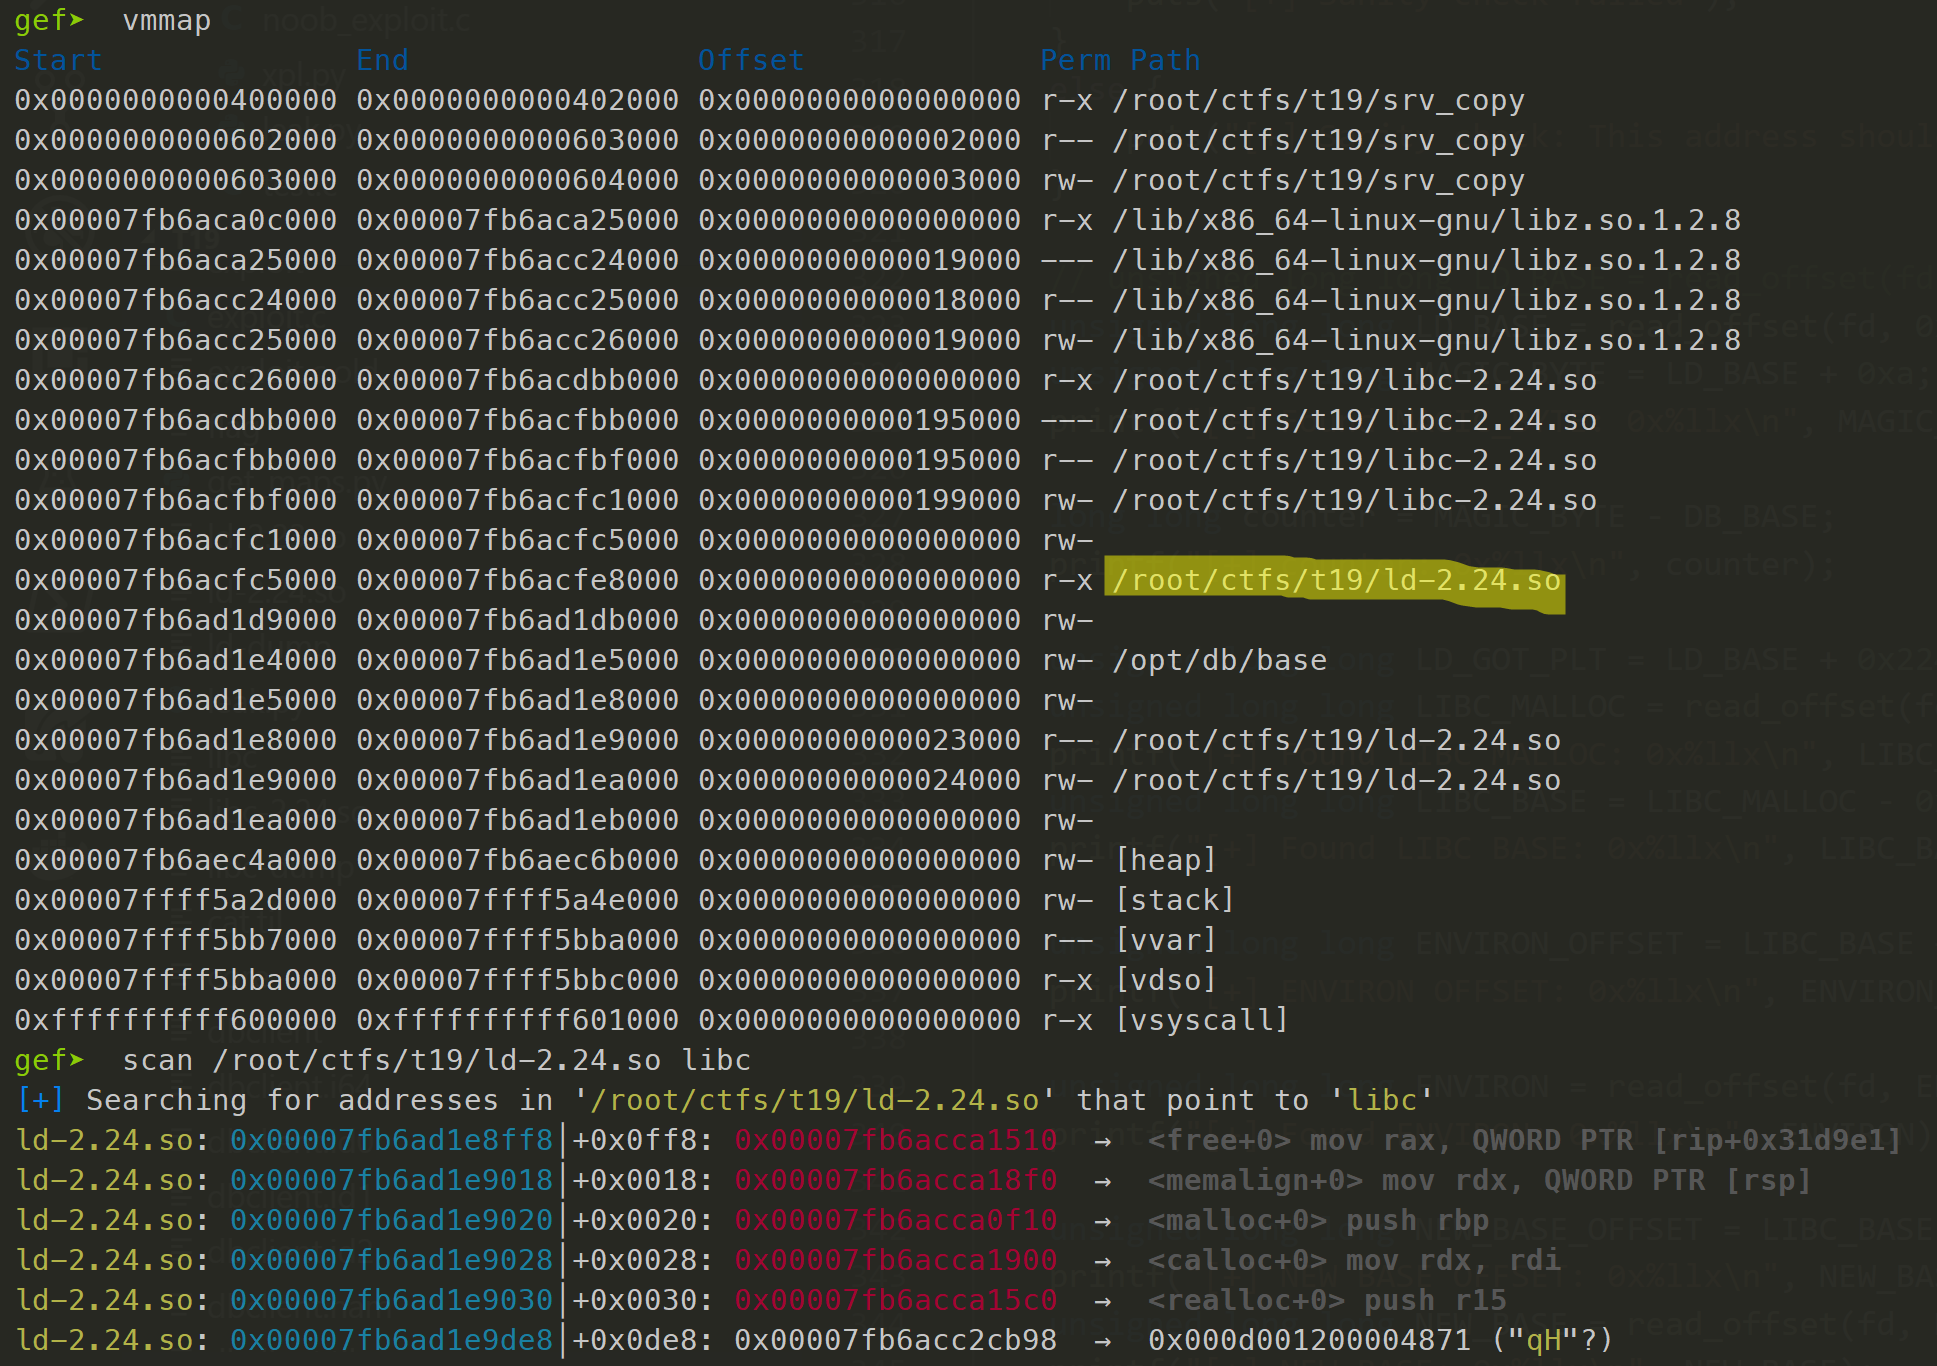 gef➤  vmmap
Start End Offset Perm Path
0x0000000000400000 0x0000000000402000 0x0000000000000000 r-x /root/ctfs/t19/srv_copy
0x0000000000602000 0x0000000000603000 0x0000000000002000 r-- /root/ctfs/t19/srv_copy
0x0000000000603000 0x0000000000604000 0x0000000000003000 rw- /root/ctfs/t19/srv_copy
0x00007fb6aca0c000 0x00007fb6aca25000 0x0000000000000000 r-x /lib/x86_64-linux-gnu/libz.so.1.2.8
0x00007fb6aca25000 0x00007fb6acc24000 0x0000000000019000 --- /lib/x86_64-linux-gnu/libz.so.1.2.8
0x00007fb6acc24000 0x00007fb6acc25000 0x0000000000018000 r-- /lib/x86_64-linux-gnu/libz.so.1.2.8
0x00007fb6acc25000 0x00007fb6acc26000 0x0000000000019000 rw- /lib/x86_64-linux-gnu/libz.so.1.2.8
0x00007fb6acc26000 0x00007fb6acdbb000 0x0000000000000000 r-x /root/ctfs/t19/libc-2.24.so
0x00007fb6acdbb000 0x00007fb6acfbb000 0x0000000000195000 --- /root/ctfs/t19/libc-2.24.so
0x00007fb6acfbb000 0x00007fb6acfbf000 0x0000000000195000 r-- /root/ctfs/t19/libc-2.24.so
0x00007fb6acfbf000 0x00007fb6acfc1000 0x0000000000199000 rw- /root/ctfs/t19/libc-2.24.so
0x00007fb6acfc1000 0x00007fb6acfc5000 0x0000000000000000 rw-
0x00007fb6acfc5000 0x00007fb6acfe8000 0x0000000000000000 r-x /root/ctfs/t19/ld-2.24.so
0x00007fb6ad1d9000 0x00007fb6ad1db000 0x0000000000000000 rw-
0x00007fb6ad1e4000 0x00007fb6ad1e5000 0x0000000000000000 rw- /opt/db/base
0x00007fb6ad1e5000 0x00007fb6ad1e8000 0x0000000000000000 rw-
0x00007fb6ad1e8000 0x00007fb6ad1e9000 0x0000000000023000 r-- /root/ctfs/t19/ld-2.24.so
0x00007fb6ad1e9000 0x00007fb6ad1ea000 0x0000000000024000 rw- /root/ctfs/t19/ld-2.24.so
0x00007fb6ad1ea000 0x00007fb6ad1eb000 0x0000000000000000 rw-
0x00007fb6aec4a000 0x00007fb6aec6b000 0x0000000000000000 rw- [heap]
0x00007ffff5a2d000 0x00007ffff5a4e000 0x0000000000000000 rw- [stack]
0x00007ffff5bb7000 0x00007ffff5bba000 0x0000000000000000 r-- [vvar]
0x00007ffff5bba000 0x00007ffff5bbc000 0x0000000000000000 r-x [vdso]
0xffffffffff600000 0xffffffffff601000 0x0000000000000000 r-x [vsyscall]
gef➤  scan /root/ctfs/t19/ld-2.24.so libc
[+] Searching for addresses in '/root/ctfs/t19/ld-2.24.so' that point to 'libc'
ld-2.24.so: 0x00007fb6ad1e8ff8│+0x0ff8: 0x00007fb6acca1510  →  <free+0> mov rax, QWORD PTR [rip+0x31d9e1]
ld-2.24.so: 0x00007fb6ad1e9018│+0x0018: 0x00007fb6acca18f0  →  <memalign+0> mov rdx, QWORD PTR [rsp]
ld-2.24.so: 0x00007fb6ad1e9020│+0x0020: 0x00007fb6acca0f10  →  <malloc+0> push rbp
ld-2.24.so: 0x00007fb6ad1e9028│+0x0028: 0x00007fb6acca1900  →  <calloc+0> mov rdx, rdi
ld-2.24.so: 0x00007fb6ad1e9030│+0x0030: 0x00007fb6acca15c0  →  <realloc+0> push r15
ld-2.24.so: 0x00007fb6ad1e9de8│+0x0de8: 0x00007fb6acc2cb98  →  0x000d001200004871 ("qH"?)